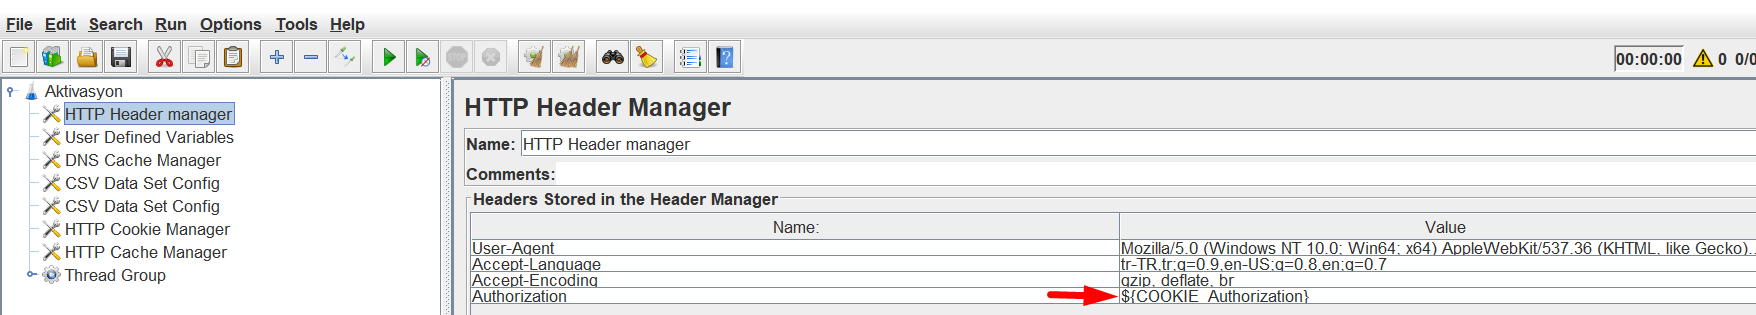 File Edit Search Run Options Tools Help
00:00:00 0 0/0
Aktivasyon
HTTP Header manager
User Defined Variables
DNS Cache Manager
CSV Data Set Config
CSV Data Set Config
HTTP Cookie Manager
HTTP Cache Manager
Thread Group
HTTP Header Manager
Name: HTTP Header manager
Comments:
Headers Stored in the Header Manager
Name: Value
User-Agent Mozilla/5.0 (Windows NT 10.0; Win64; x64) AppleWebKit/537.36 (KHTML, like Gecko)...
Accept-Language tr-TR,tr;q=0.9,en-US;q=0.8,en;q=0.7
Accept-Encoding gzip, deflate, br
Authorization ${COOKIE_Authorization}